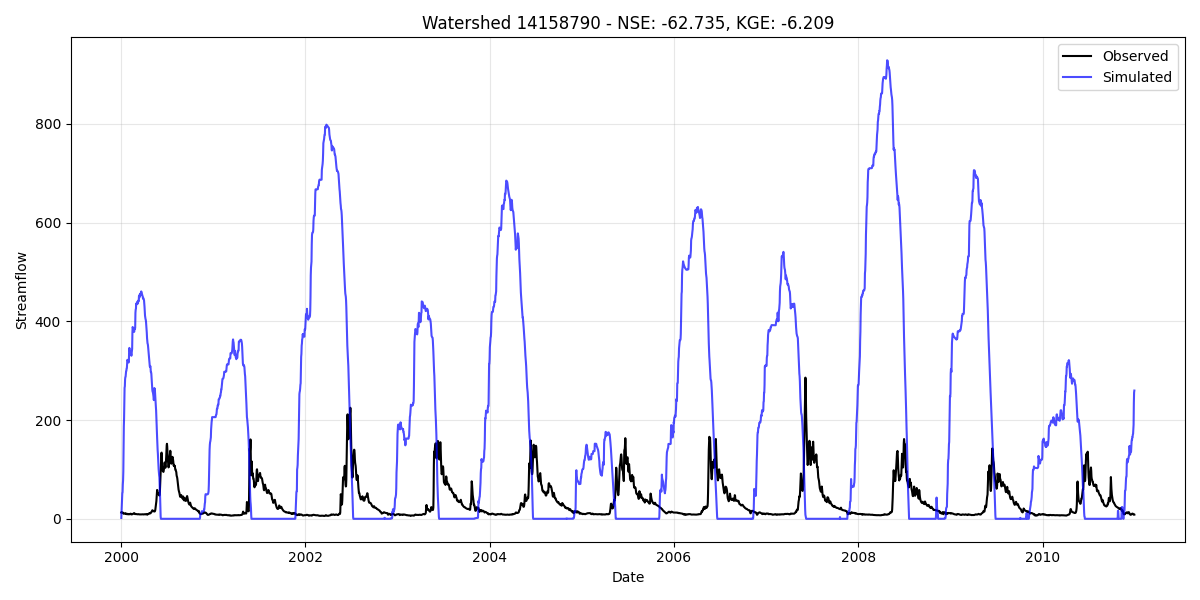 Watershed 14158790 - NSE: -62.735, KGE: -6.209
Observed
Simulated
Streamflow
800
600
400
200
0
2000 2002 2004 2006 2008 2010
Date